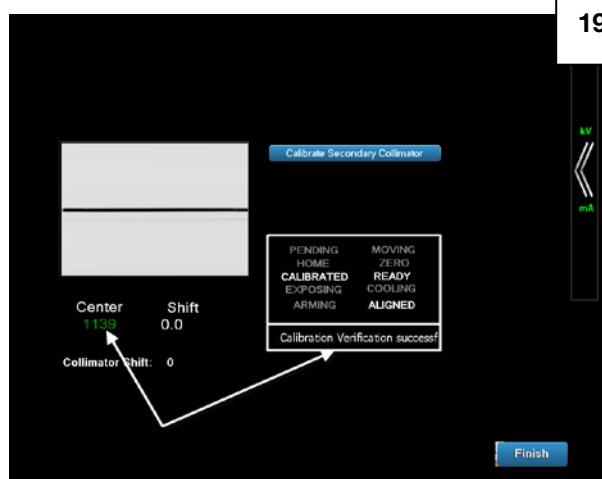 19
kV
mA
Calibrate Secondary Collimator
PENDING MOVING
HOME ZERO
CALIBRATED READY
EXPOSING COOLING
ARMING ALIGNED
Calibration Verification successf
Center Shift
1139 0.0
Collimator Shift: 0
Finish